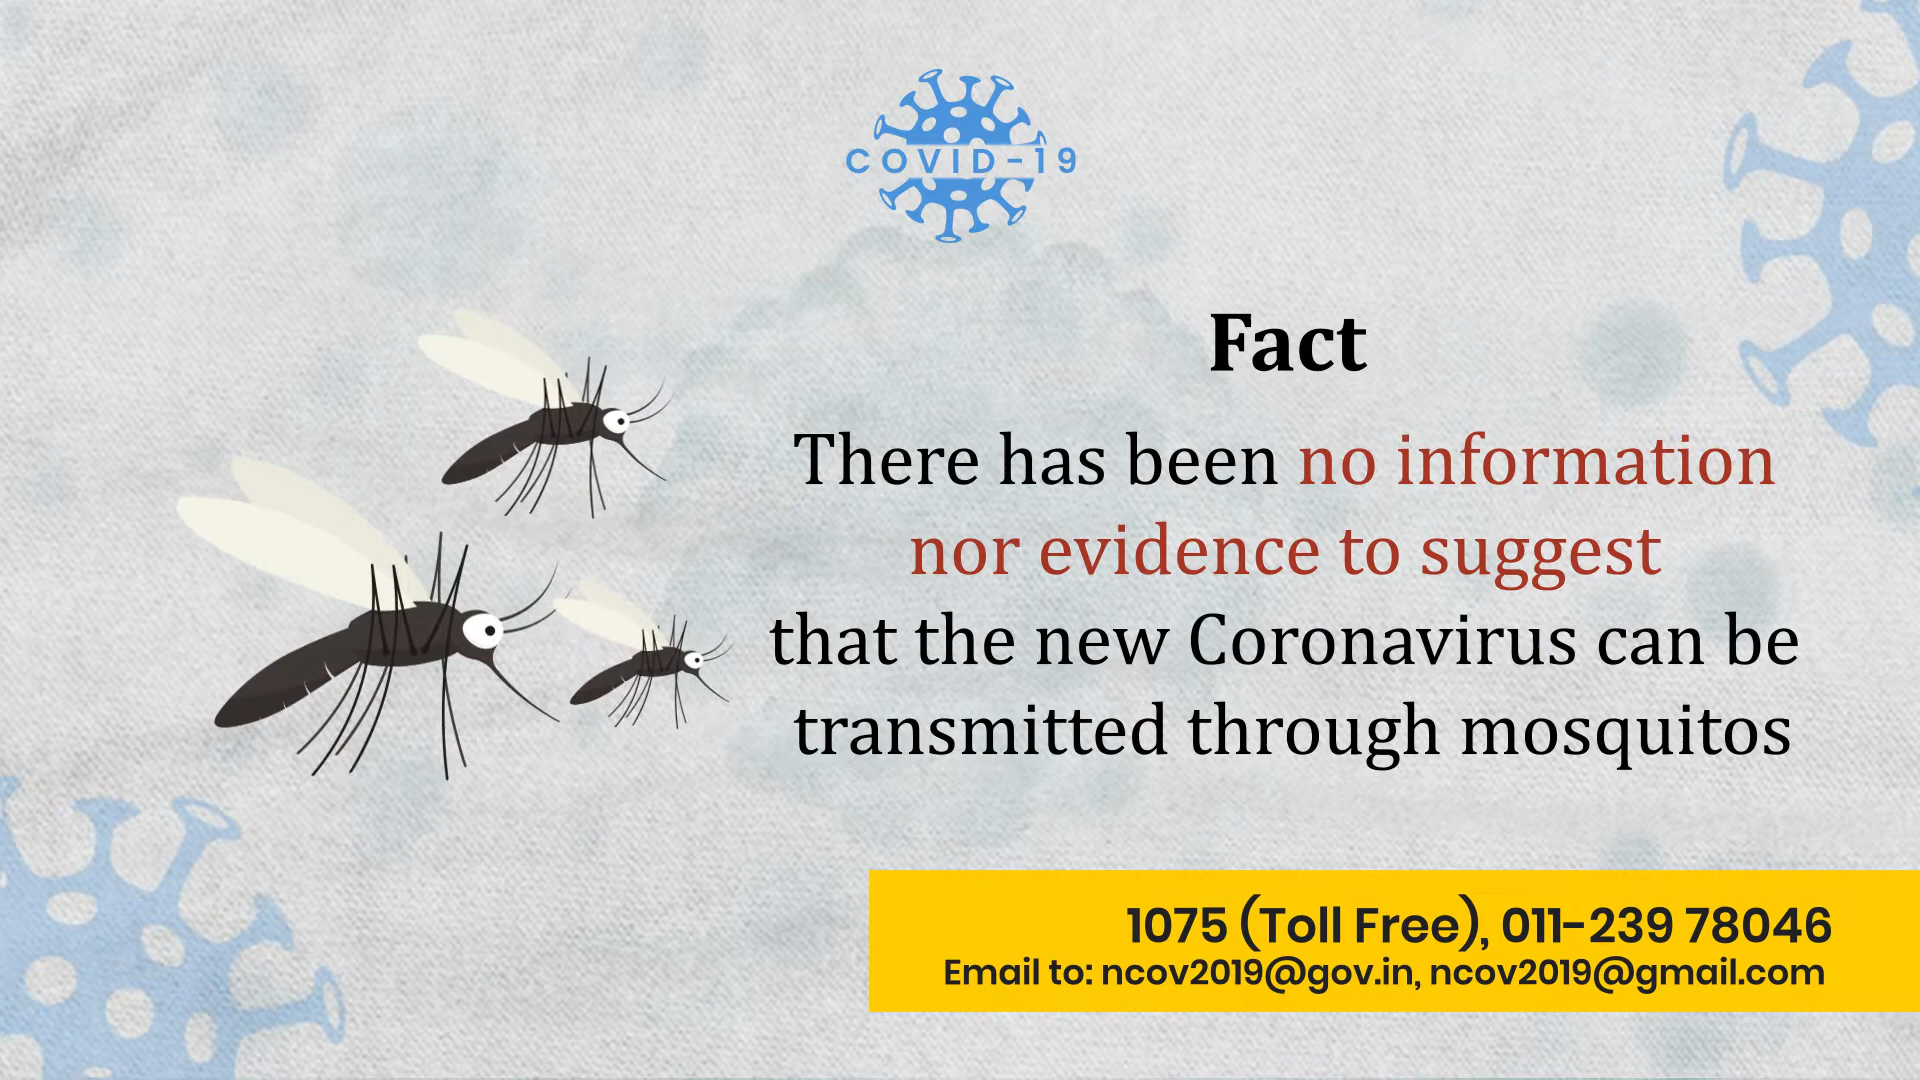 COVID-19
Fact
There has been no information
nor evidence to suggest
that the new Coronavirus can be
transmitted through mosquitos
1075 (Toll Free), 011-239 78046
Email to: ncov2019@gov.in, ncov2019@gmail.com